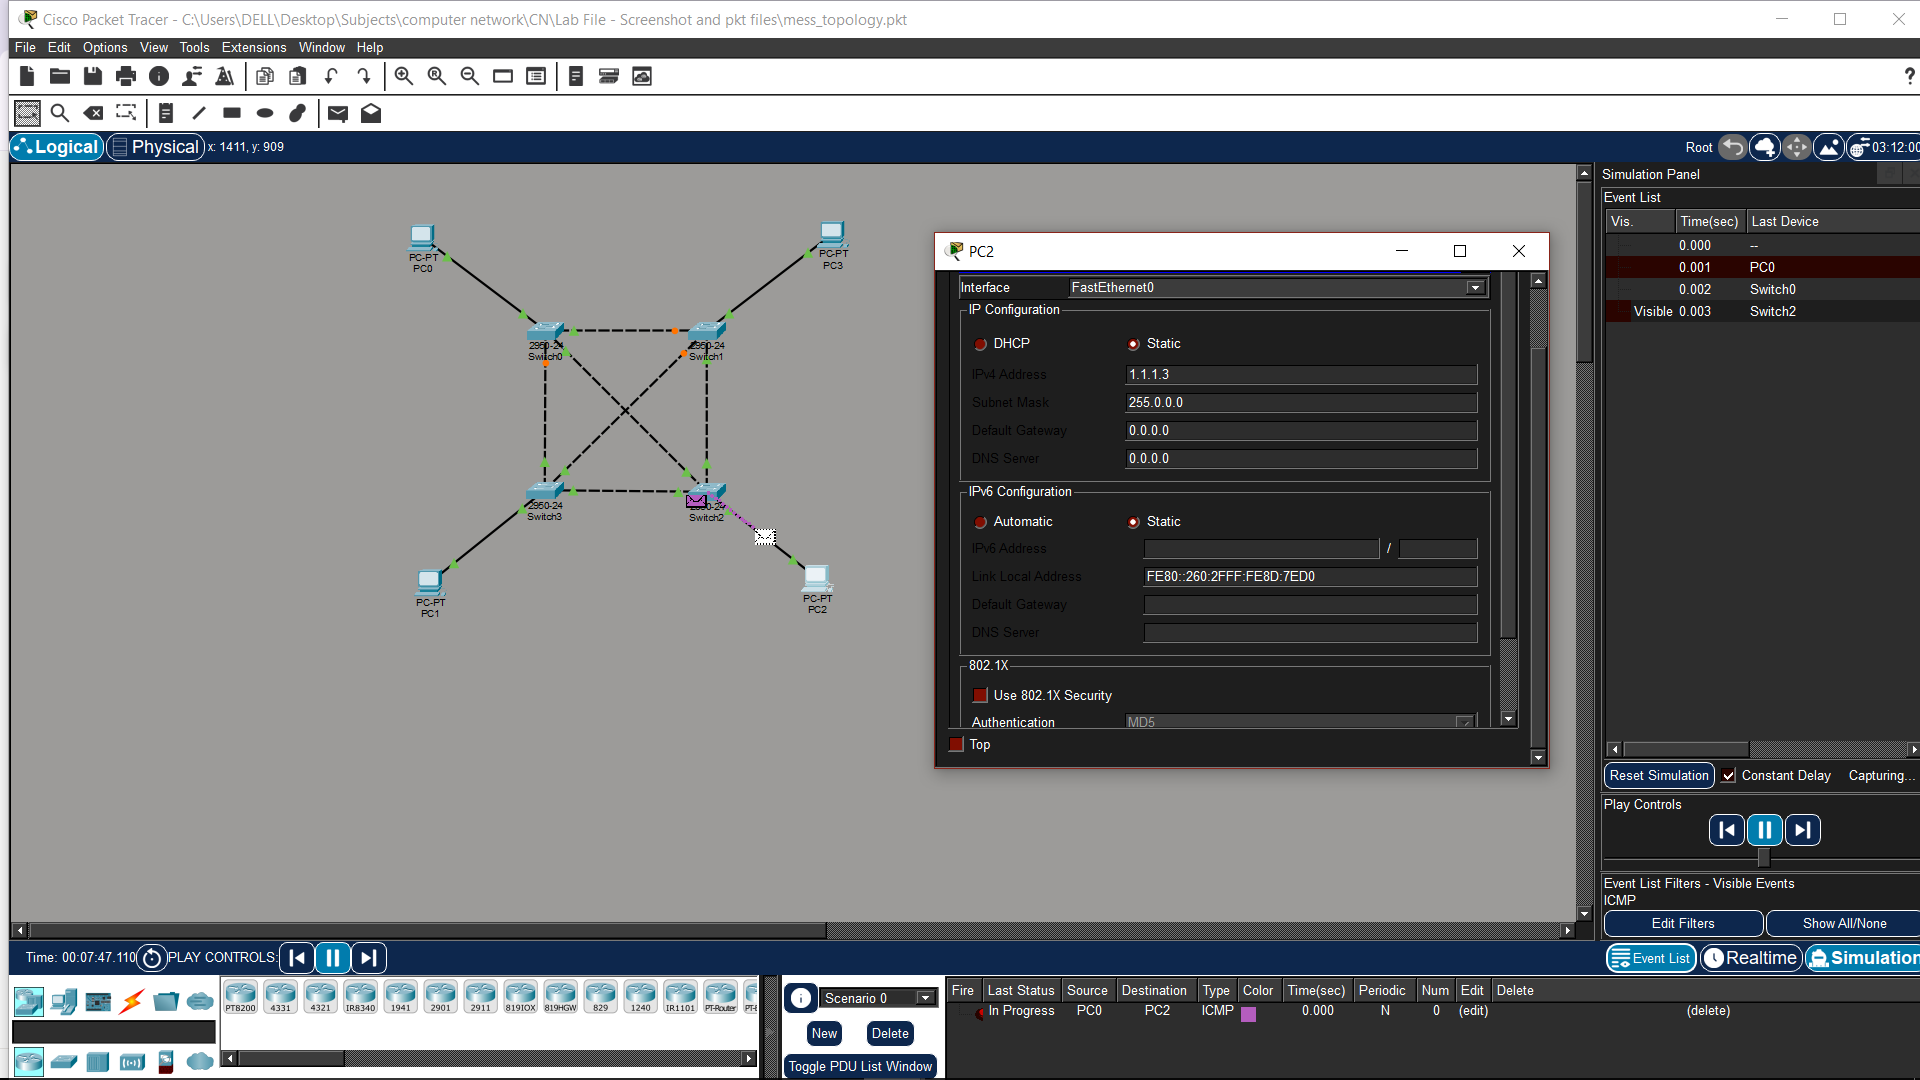 Cisco Packet Tracer - C:\Users\DELL\Desktop\Subjects\computer network\CN\Lab File - Screenshot and pkt files\mess_topology.pkt
File Edit Options View Tools Extensions Window Help
?
Logical Physical x: 1411, y: 909
Root 03:12:00
PC-PT
PC0
PC-PT
PC3
2950-24
Switch0
2950-24
Switch1
2950-24
Switch3
2950-24
Switch2
PC-PT
PC1
PC-PT
PC2
PC2
Interface FastEthernet0
IP Configuration
DHCP Static
IPv4 Address 1.1.1.3
Subnet Mask 255.0.0.0
Default Gateway 0.0.0.0
DNS Server 0.0.0.0
IPv6 Configuration
Automatic Static
IPv6 Address /
Link Local Address FE80::260:2FFF:FE8D:7ED0
Default Gateway
DNS Server
802.1X
Use 802.1X Security
Authentication MD5
Top
Simulation Panel
Event List
Vis. Time(sec) Last Device
0.000 --
0.001 PC0
0.002 Switch0
Visible 0.003 Switch2
Reset Simulation Constant Delay Capturing...
Play Controls
Event List Filters - Visible Events
ICMP
Edit Filters Show All/None
Time: 00:07:47.110 PLAY CONTROLS:
Event List Realtime Simulation
PT8200 4331 4321 IR8340 1941 2901 2911 819IOX 819HGW 829 1240 IR1101 PT-Router
Scenario 0
New Delete
Toggle PDU List Window
Fire Last Status Source Destination Type Color Time(sec) Periodic Num Edit Delete
In Progress PC0 PC2 ICMP 0.000 N 0 (edit) (delete)